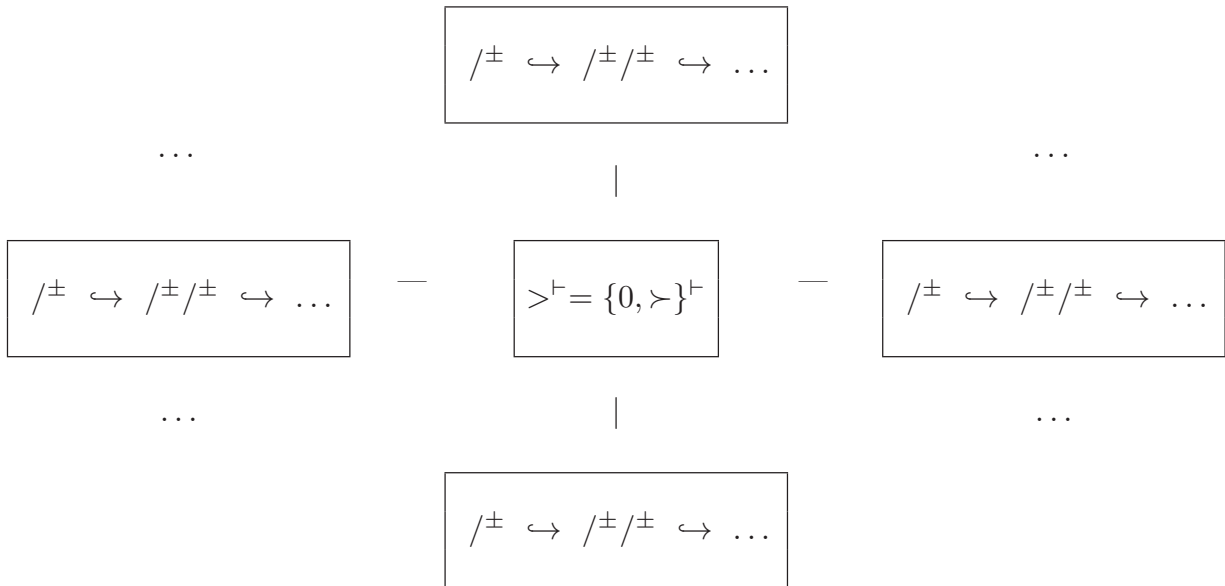 /^± ↪ /^±/^± ↪ …
… …
|
/^± ↪ /^±/^± ↪ … — >^⊢ = {0, ≻}^⊢ — /^± ↪ /^±/^± ↪ …
… …
|
/^± ↪ /^±/^± ↪ …